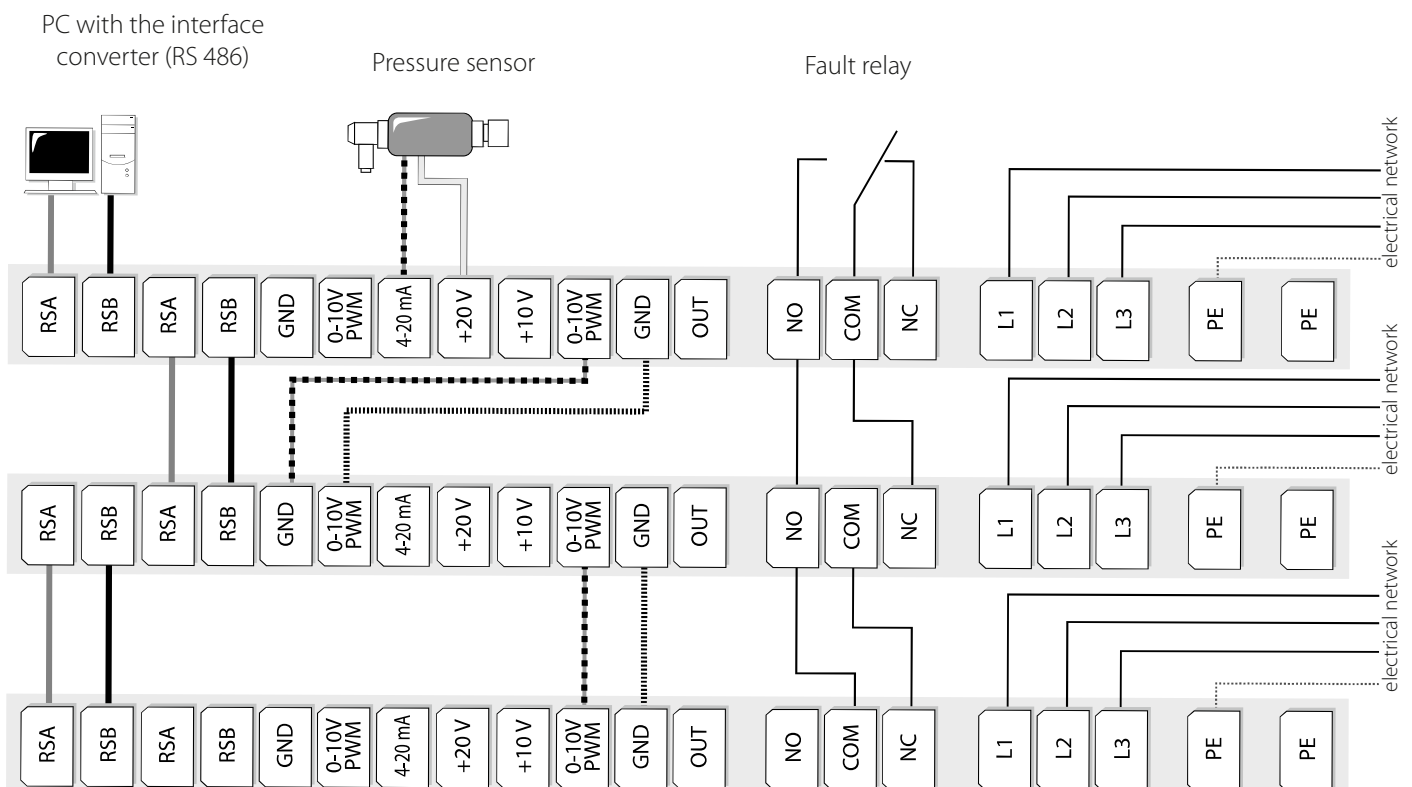 PC with the interface
converter (RS 486)
Pressure sensor
Fault relay
electrical network
RSA
RSB
RSA
RSB
GND
0-10V
PWM
4-20 mA
+20 V
+10 V
0-10V
PWM
GND
OUT
NO
COM
NC
L1
L2
L3
PE
PE
electrical network
RSA
RSB
RSA
RSB
GND
0-10V
PWM
4-20 mA
+20 V
+10 V
0-10V
PWM
GND
OUT
NO
COM
NC
L1
L2
L3
PE
PE
electrical network
RSA
RSB
RSA
RSB
GND
0-10V
PWM
4-20 mA
+20 V
+10 V
0-10V
PWM
GND
OUT
NO
COM
NC
L1
L2
L3
PE
PE